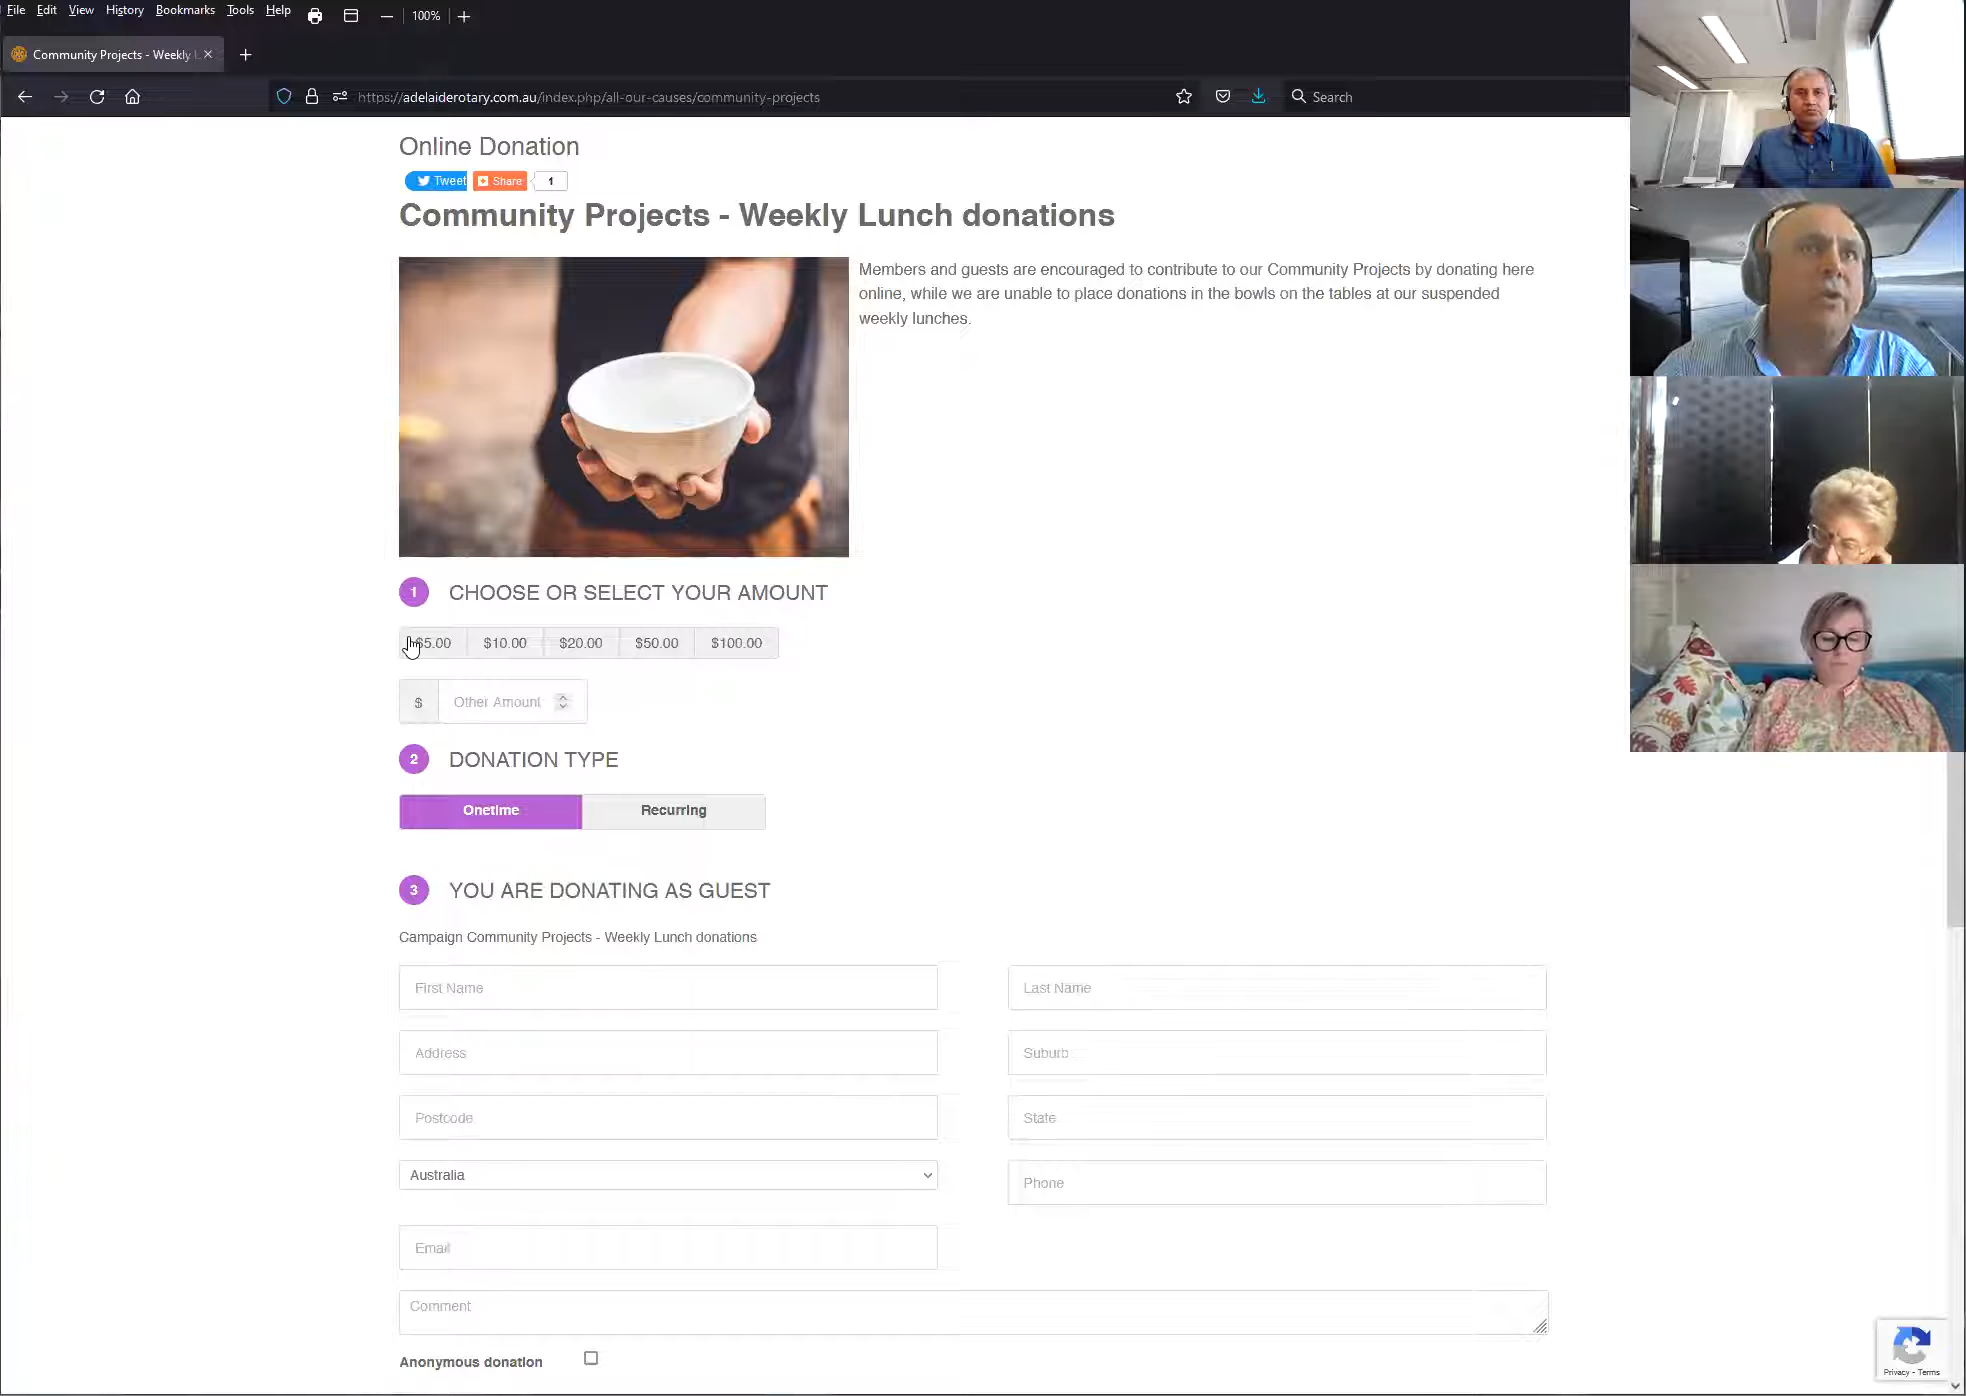 File Edit View History Bookmarks Tools Help 100%
Community Projects - Weekly
https://adelaiderotary.com.au/index.php/all-our-causes/community-projects
Search
Online Donation
Tweet Share 1
Community Projects - Weekly Lunch donations
Members and guests are encouraged to contribute to our Community Projects by donating here
online, while we are unable to place donations in the bowls on the tables at our suspended
weekly lunches.
1 CHOOSE OR SELECT YOUR AMOUNT
$5.00 $10.00 $20.00 $50.00 $100.00
$ Other Amount
2 DONATION TYPE
Onetime Recurring
3 YOU ARE DONATING AS GUEST
Campaign Community Projects - Weekly Lunch donations
First Name Last Name
Address Suburb
Postcode State
Australia Phone
Email
Comment
Anonymous donation
Privacy - Terms